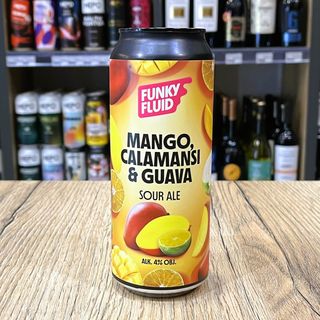 FUNKY
FLUID
MANGO,
CALAMANSI
& GUAVA
SOUR ALE
ALK. 4% OBJ.